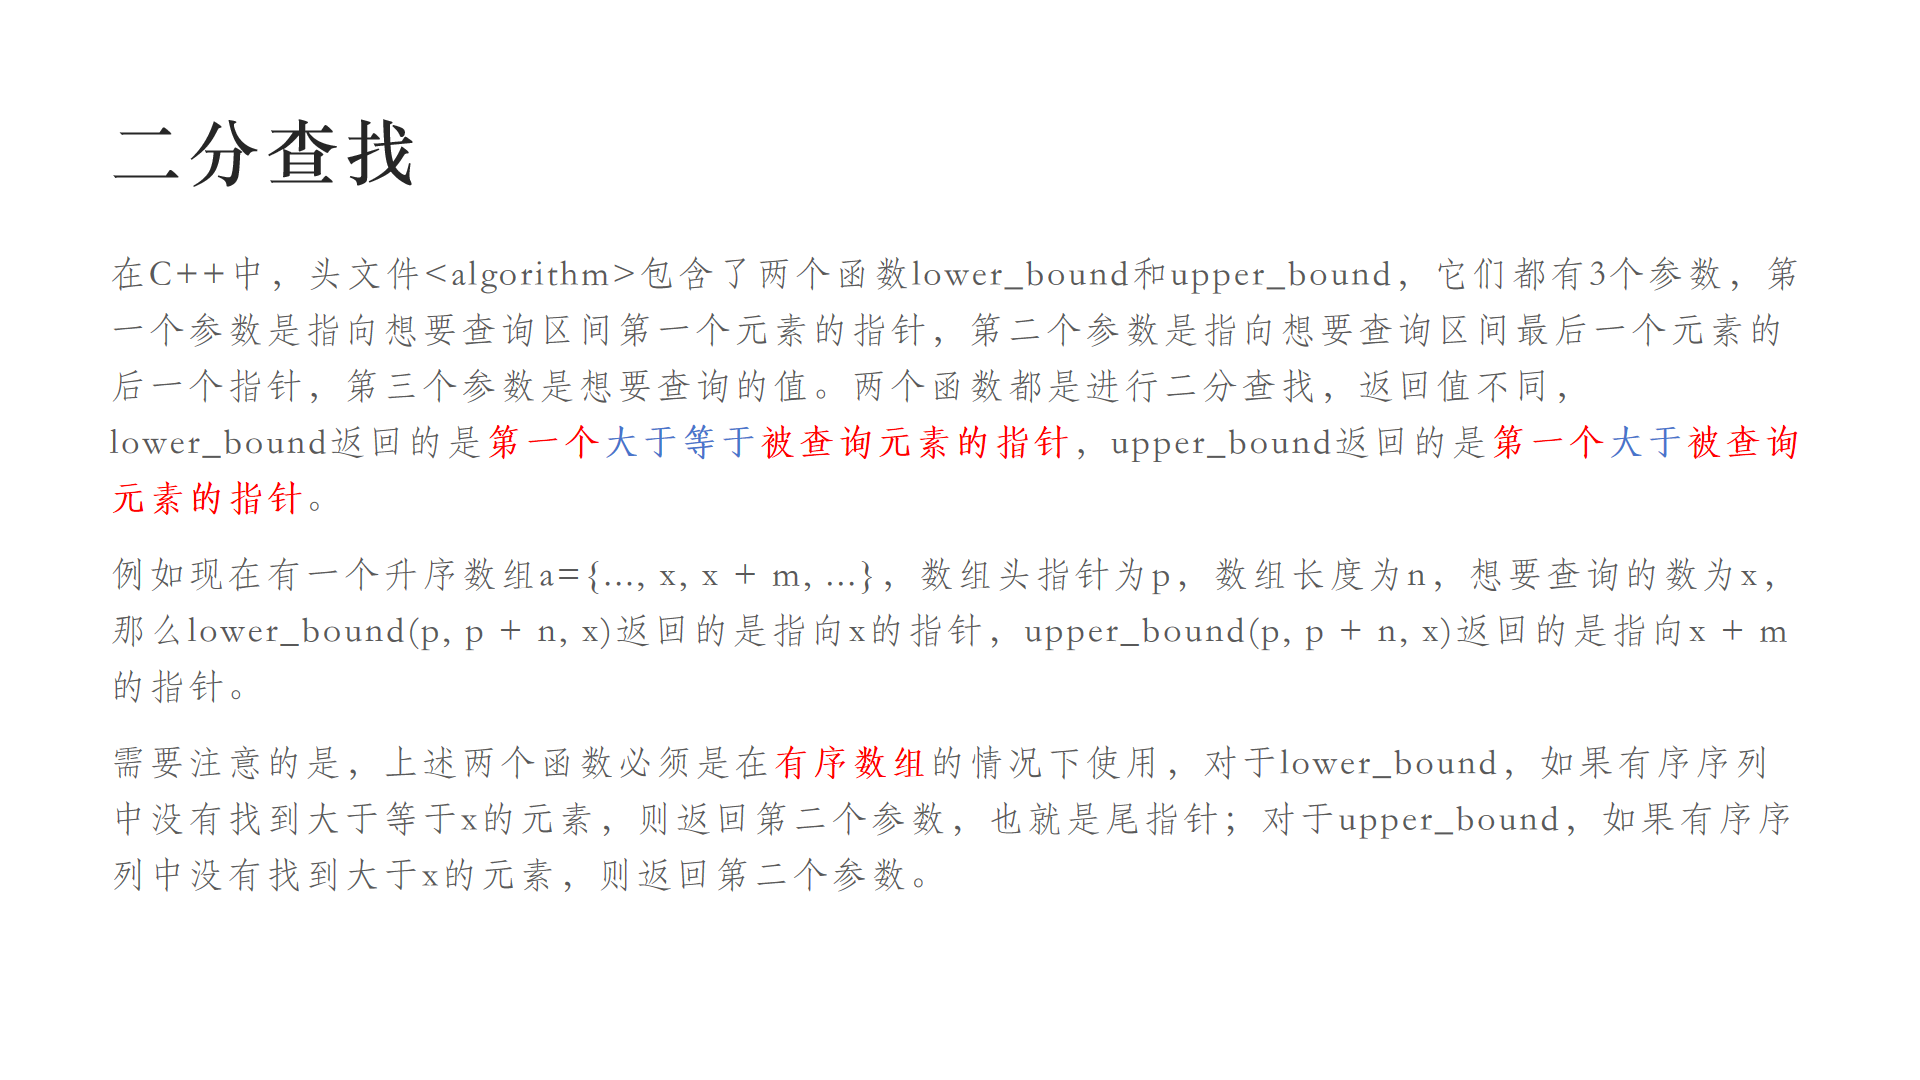 二分查找
在C++中，头文件<algorithm>包含了两个函数lower_bound和upper_bound，它们都有3个参数，第
一个参数是指向想要查询区间第一个元素的指针，第二个参数是指向想要查询区间最后一个元素的
后一个指针，第三个参数是想要查询的值。两个函数都是进行二分查找，返回值不同，
lower_bound返回的是第一个大于等于被查询元素的指针，upper_bound返回的是第一个大于被查询
元素的指针。
例如现在有一个升序数组a={..., x, x + m, ...}，数组头指针为p，数组长度为n，想要查询的数为x，
那么lower_bound(p, p + n, x)返回的是指向x的指针，upper_bound(p, p + n, x)返回的是指向x + m
的指针。
需要注意的是，上述两个函数必须是在有序数组的情况下使用，对于lower_bound，如果有序序列
中没有找到大于等于x的元素，则返回第二个参数，也就是尾指针；对于upper_bound，如果有序序
列中没有找到大于x的元素，则返回第二个参数。